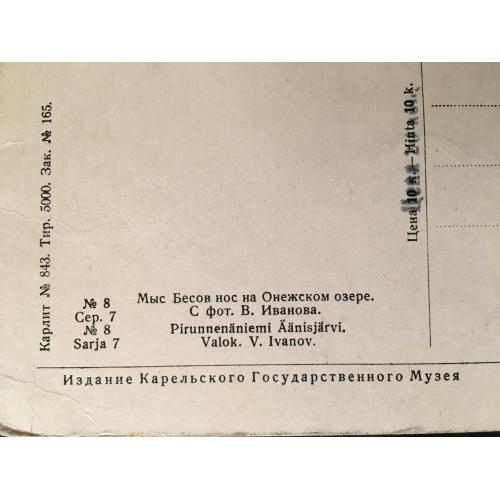 Карлит № 843. Тир. 5000. Зак. № 165.
Цена 10 к.—Hinta 10 k.
№ 8
Сер. 7
№ 8
Sarja 7
Мыс Бесов нос на Онежском озере.
С фот. В. Иванова.
Pirunnenäniemi Äänisjärvi.
Valok. V. Ivanov.
Издание Карельского Государственного Музея